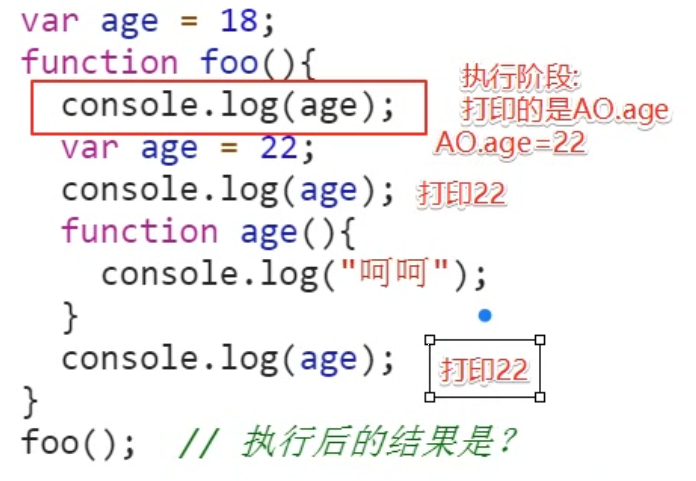 var age = 18;
function foo(){
console.log(age);
执行阶段:
打印的是AO.age
var age = 22;
AO.age=22
console.log(age);
打印22
function age(){
console.log("呵呵");
}
console.log(age);
打印22
}
foo(); // 执行后的结果是?